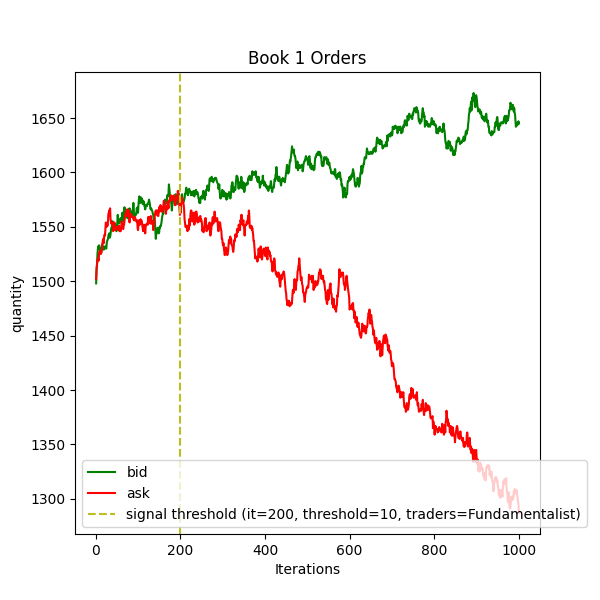 Book 1 Orders
quantity
1650
1600
1550
1500
1450
1400
1350
1300
bid
ask
signal threshold (it=200, threshold=10, traders=Fundamentalist)
0 200 400 600 800 1000
Iterations